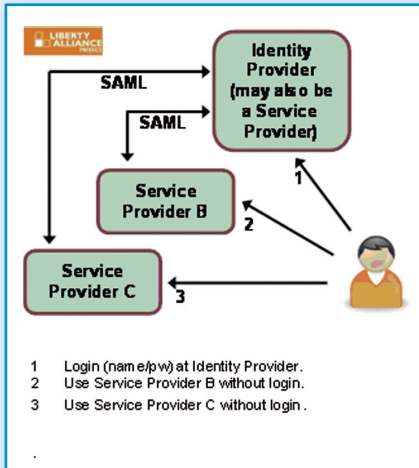 LIBERTY
ALLIANCE
PROJECT
Identity
Provider
(may also be
a Service
Provider)
SAML
SAML
1
Service
Provider B
2
Service
Provider C
3
1 Login (name/pw) at Identity Provider.
2 Use Service Provider B without login.
3 Use Service Provider C without login .
.